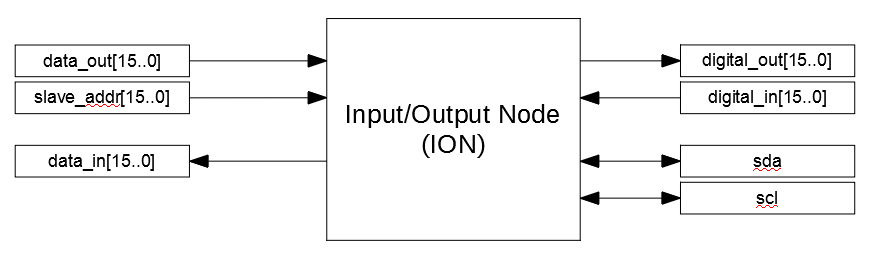 data_out[15..0]
slave_addr[15..0]
data_in[15..0]
Input/Output Node
(ION)
digital_out[15..0]
digital_in[15..0]
sda
scl